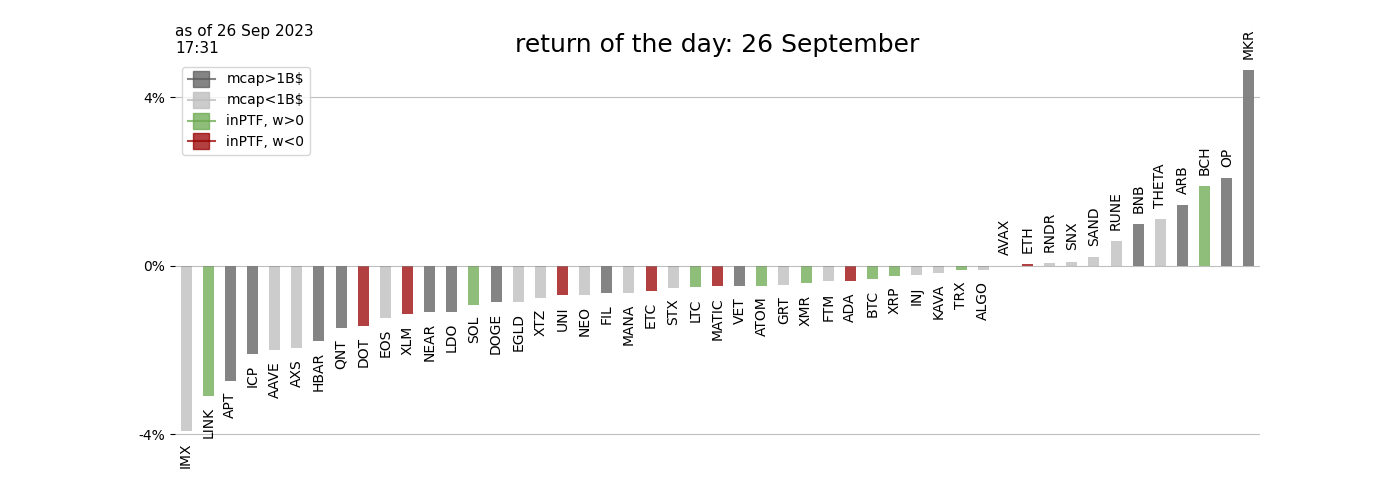 as of 26 Sep 2023
17:31
return of the day: 26 September
mcap>1B$
mcap<1B$
inPTF, w>0
inPTF, w<0
4%
0%
-4%
IMX
LINK
APT
ICP
AAVE
AXS
HBAR
QNT
DOT
EOS
XLM
NEAR
LDO
SOL
DOGE
EGLD
XTZ
UNI
NEO
FIL
MANA
ETC
STX
LTC
MATIC
VET
ATOM
GRT
XMR
FTM
ADA
BTC
XRP
INJ
KAVA
TRX
ALGO
AVAX
ETH
RNDR
SNX
SAND
RUNE
BNB
THETA
ARB
BCH
OP
MKR